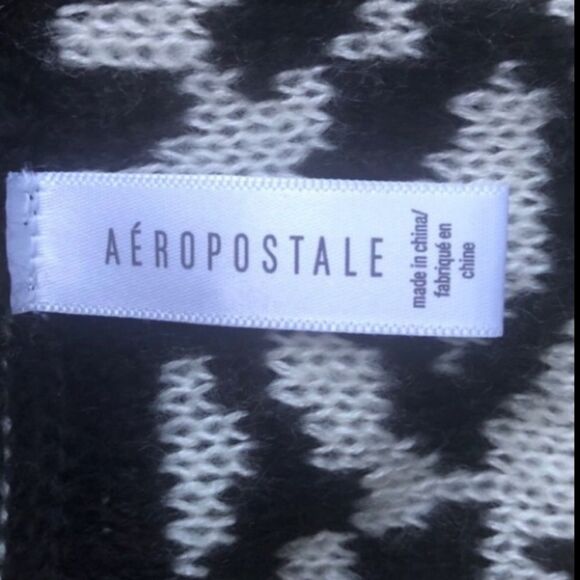 AÉROPOSTALE
made in china/
fabriqué en
chine